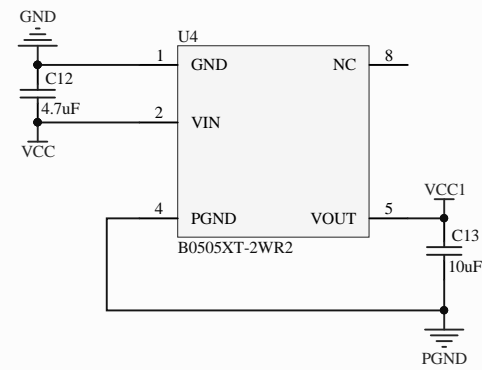 GND
U4
1
GND
NC
8
C12
4.7uF
2
VIN
VCC
4
PGND
VOUT
5
VCC1
B0505XT-2WR2
C13
10uF
PGND